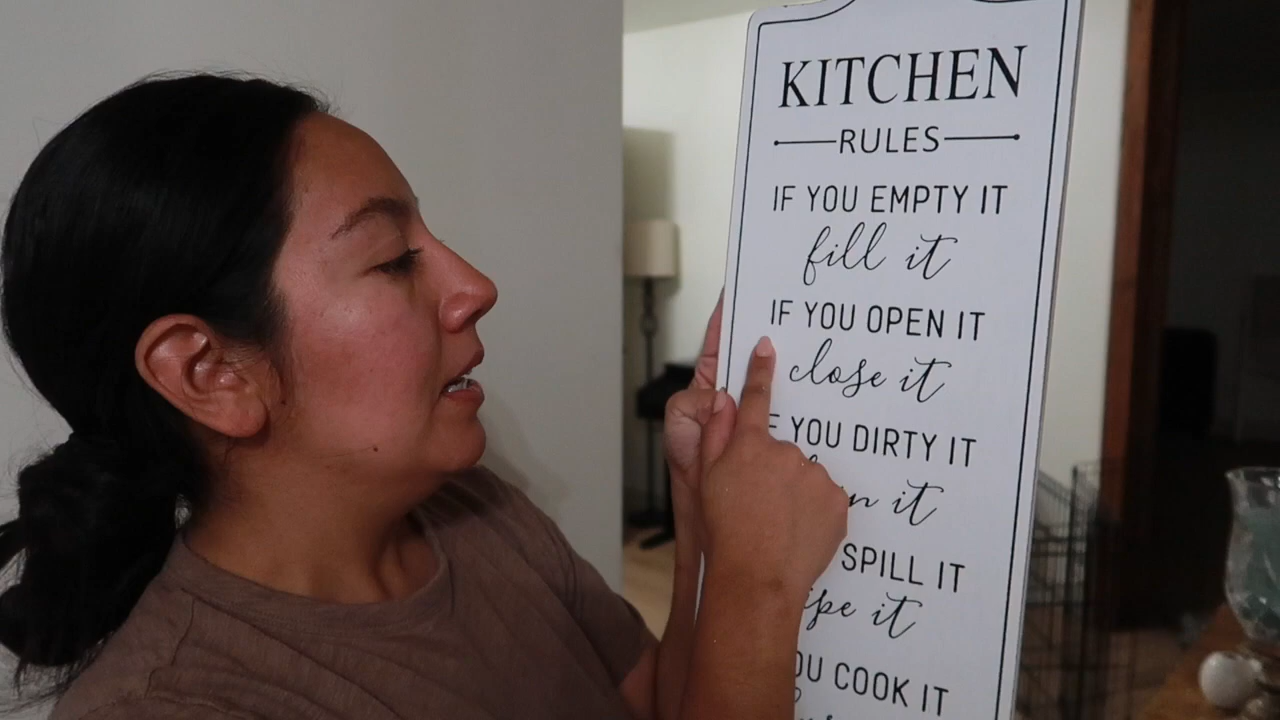 KITCHEN
RULES
IF YOU EMPTY IT
fill it
IF YOU OPEN IT
close it
YOU DIRTY IT
it
SPILL IT
it
COOK IT